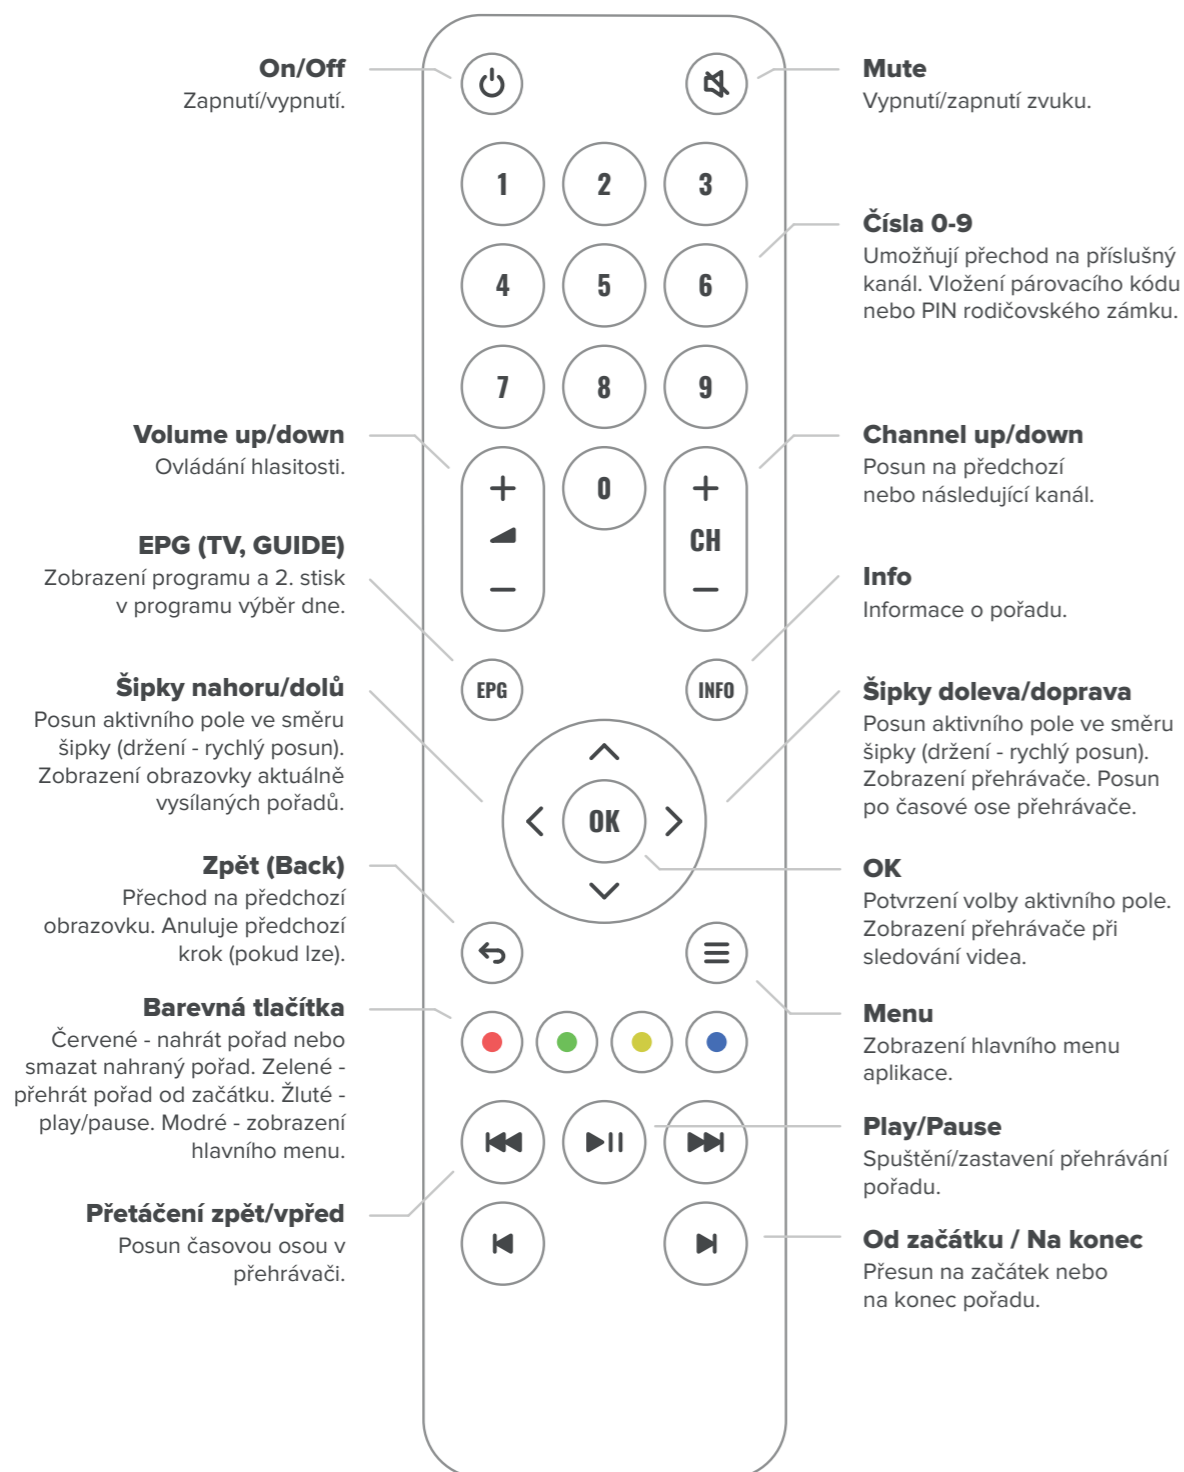 On/Off
Zapnutí/vypnutí.
Mute
Vypnutí/zapnutí zvuku.
1
2
3
Čísla 0-9
Umožňují přechod na příslušný
kanál. Vložení párovacího kódu
nebo PIN rodičovského zámku.
4
5
6
7
8
9
Volume up/down
Ovládání hlasitosti.
0
CH
Channel up/down
Posun na předchozí
nebo následující kanál.
EPG (TV, GUIDE)
Zobrazení programu a 2. stisk
v programu výběr dne.
Info
Informace o pořadu.
EPG
INFO
Šipky nahoru/dolů
Posun aktivního pole ve směru
šipky (držení - rychlý posun).
Zobrazení obrazovky aktuálně
vysílaných pořadů.
OK
Šipky doleva/doprava
Posun aktivního pole ve směru
šipky (držení - rychlý posun).
Zobrazení přehrávače. Posun
po časové ose přehrávače.
Zpět (Back)
Přechod na předchozí
obrazovku. Anuluje předchozí
krok (pokud lze).
OK
Potvrzení volby aktivního pole.
Zobrazení přehrávače při
sledování videa.
Barevná tlačítka
Červené - nahrát pořad nebo
smazat nahraný pořad. Zelené -
přehrát pořad od začátku. Žluté -
play/pause. Modré - zobrazení
hlavního menu.
Menu
Zobrazení hlavního menu
aplikace.
Play/Pause
Spuštění/zastavení přehrávání
pořadu.
Přetáčení zpět/vpřed
Posun časovou osou v
přehrávači.
Od začátku / Na konec
Přesun na začátek nebo
na konec pořadu.